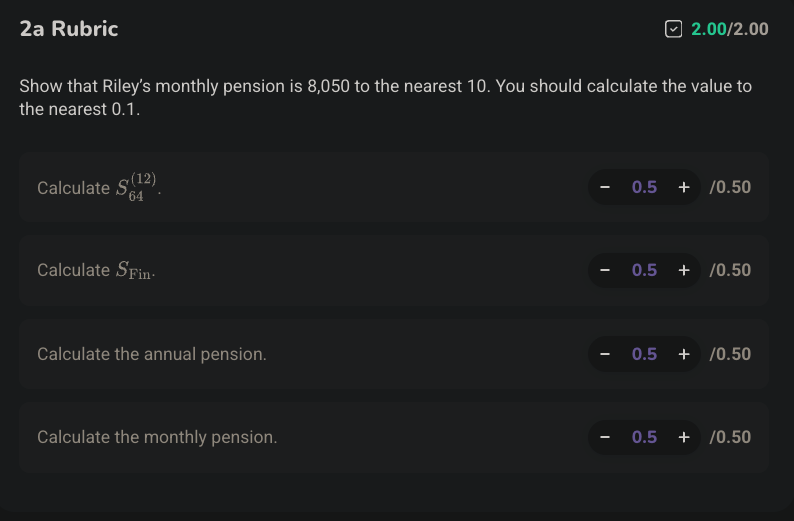 2a Rubric
2.00/2.00
Show that Riley’s monthly pension is 8,050 to the nearest 10. You should calculate the value to
the nearest 0.1.
Calculate $S_{64}^{(12)}$.
− 0.5 + /0.50
Calculate $S_{\text{Fin}}$.
− 0.5 + /0.50
Calculate the annual pension.
− 0.5 + /0.50
Calculate the monthly pension.
− 0.5 + /0.50